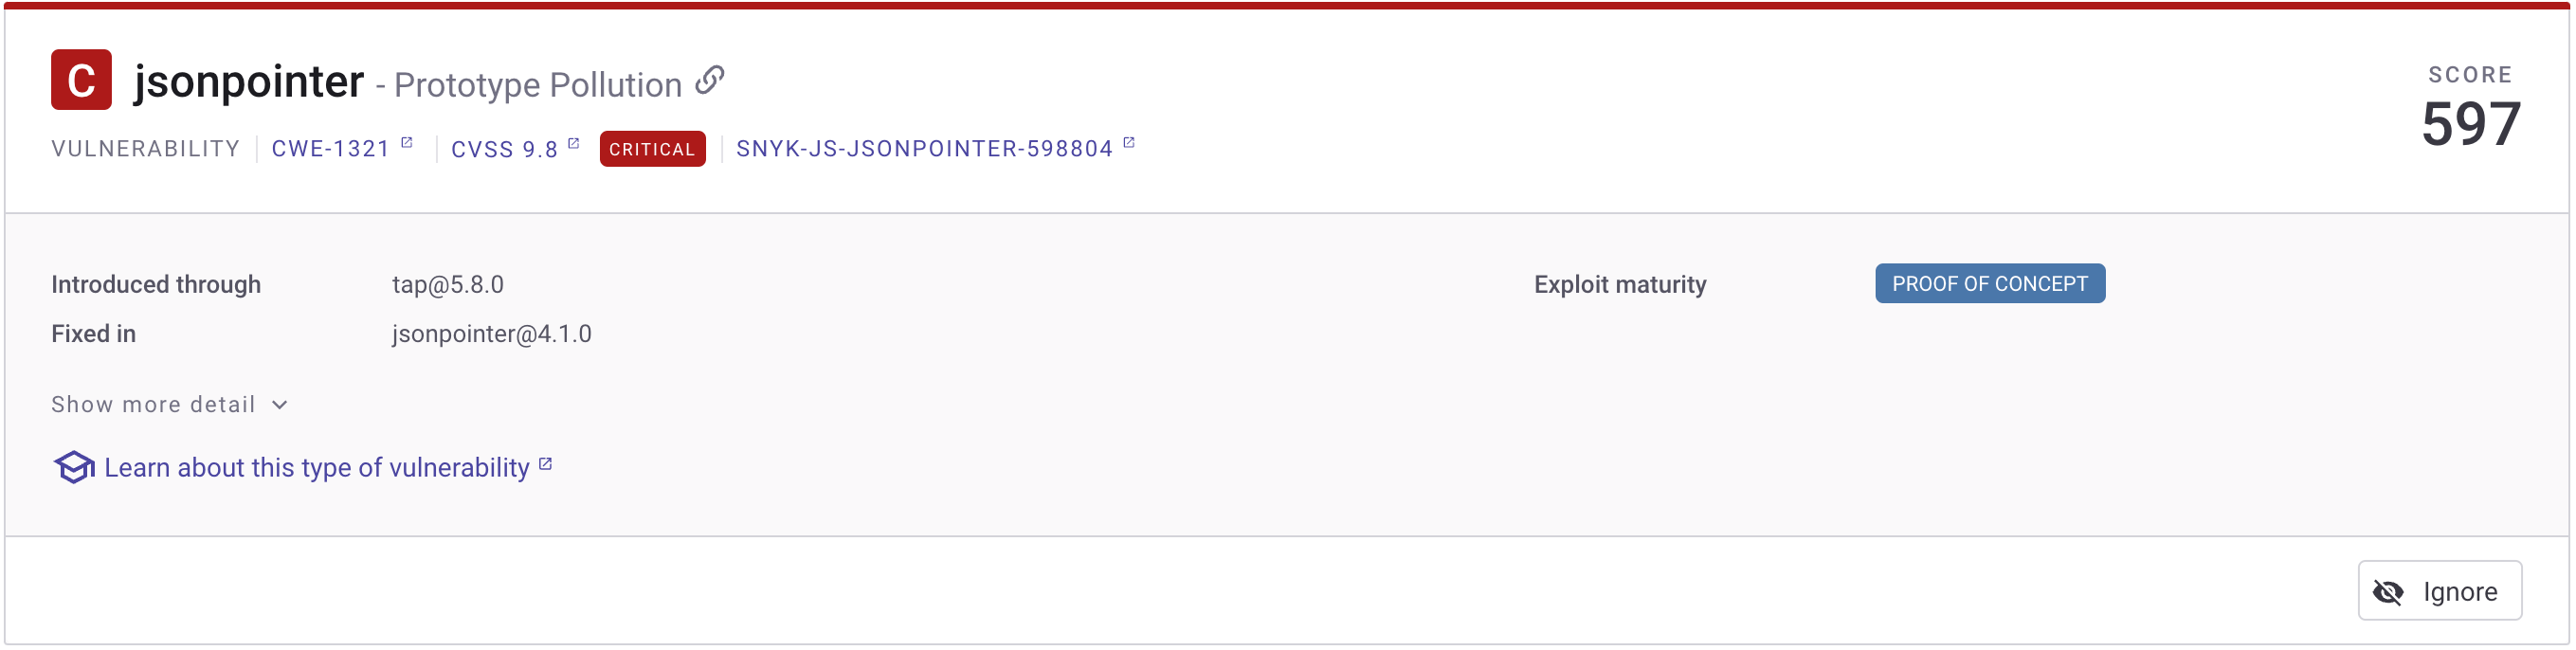 C jsonpointer - Prototype Pollution
SCORE
597
VULNERABILITY CWE-1321 CVSS 9.8 CRITICAL SNYK-JS-JSONPOINTER-598804
Introduced through tap@5.8.0 Exploit maturity PROOF OF CONCEPT
Fixed in jsonpointer@4.1.0
Show more detail
Learn about this type of vulnerability
Ignore